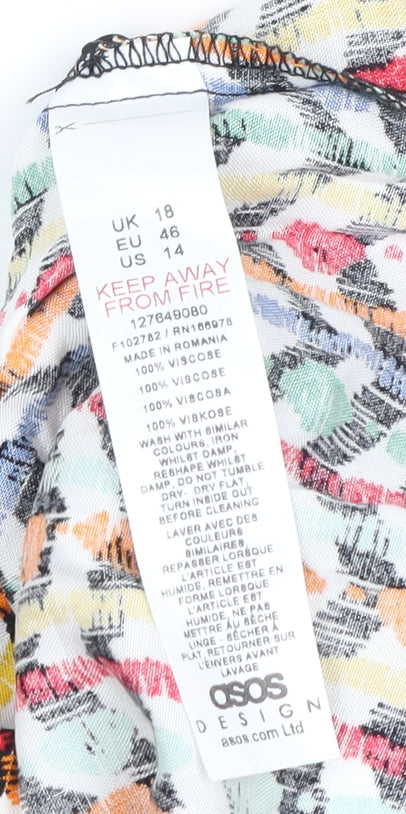 UK 18
EU 46
US 14
KEEP AWAY
FROM FIRE
127649080
F102782 / RN166978
MADE IN ROMANIA
100% VISCOSE
100% VISCOSE
100% VISCOSA
100% VISKOSE
WASH WITH SIMILAR
COLOURS, IRON
WHILST DAMP,
RESHAPE WHILST
DAMP, DO NOT TUMBLE
DRY- DRY FLAT,
TURN INSIDE OUT
BEFORE CLEANING
LAVER AVEC DES
COULEURS
SIMILAIRES,
REPASSER LORSQUE
L'ARTICLE EST
HUMIDE, REMETTRE EN
FORME LORSQUE
L'ARTICLE EST
HUMIDE, NE PAS
METTRE AU SÈCHE
LINGE - SÉCHER À
PLAT, RETOURNER SUR
L'ENVERS AVANT
LAVAGE
asos
DESIGN
asos.com Ltd